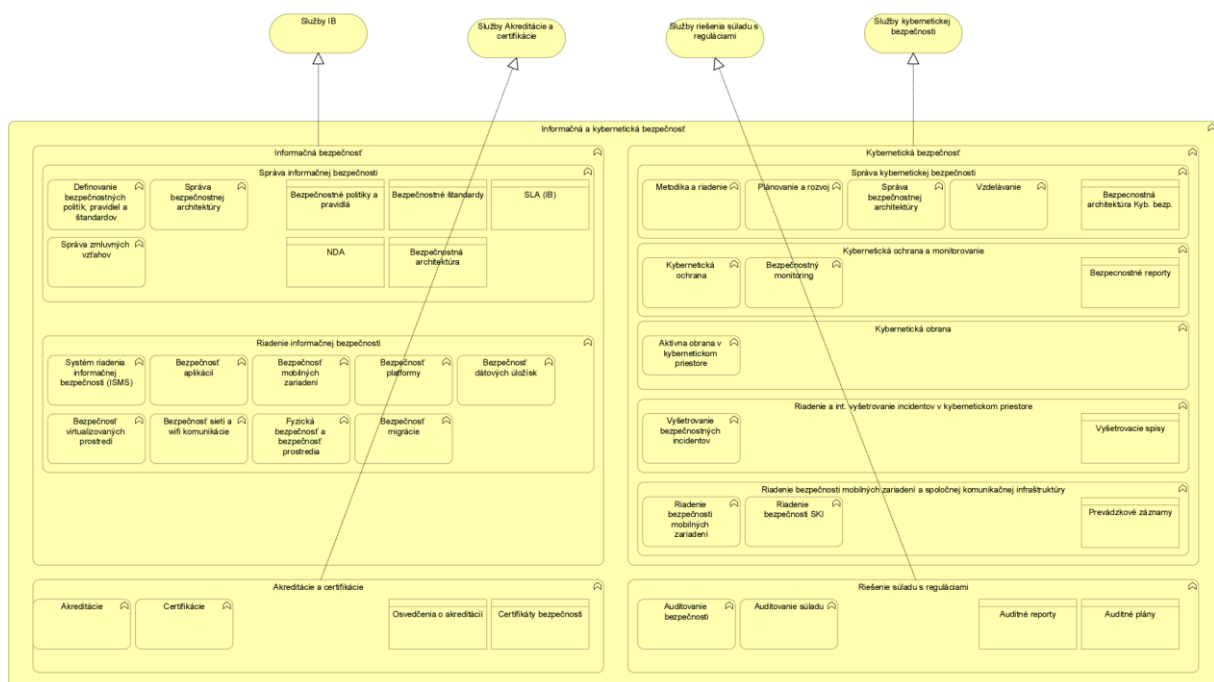 Služby IB
Služby Akreditácie a
certifikácie
Služby riešenia súladu s
reguláciami
Služby kybernetickej
bezpečnosti
Informačná a kybernetická bezpečnosť
Informačná bezpečnosť
Správa informačnej bezpečnosti
Definovanie
bezpečnostných
politík, pravidiel a
štandardov
Správa
bezpečnostnej
architektúry
Bezpečnostné politiky a
pravidlá
Bezpečnostné štandardy
SLA (IB)
Správa zmluvných
vzťahov
NDA
Bezpečnostná
architektúra
Riadenie informačnej bezpečnosti
Systém riadenia
informačnej
bezpečnosti (ISMS)
Bezpečnosť
aplikácií
Bezpečnosť
mobilných
zariadení
Bezpečnosť
platformy
Bezpečnosť
dátových úložísk
Bezpečnosť
virtualizovaných
prostredí
Bezpečnosť sietí a
wifi komunikácie
Fyzická
bezpečnosť a
bezpečnosť
prostredia
Bezpečnosť
migrácie
Kybernetická bezpečnosť
Správa kybernetickej bezpečnosti
Metodika a riadenie
Plánovanie a rozvoj
Správa
bezpečnostnej
architektúry
Vzdelávanie
Bezpecnostná
architektúra Kyb. bezp.
Kybernetická ochrana a monitorovanie
Kybernetická
ochrana
Bezpečnostný
monitoring
Bezpecnostné reporty
Kybernetická obrana
Aktívna obrana v
kybernetickom
priestore
Riadenie a int. vyšetrovanie incidentov v kybernetickom priestore
Vyšetrovanie
bezpečnostných
incidentov
Vyšetrovacie spisy
Riadenie bezpečnosti mobilných zariadení a spoločnej komunikačnej infraštruktúry
Riadenie
bezpečnosti
mobilných
zariadení
Riadenie
bezpečnosti SKI
Prevádzkové záznamy
Akreditácie a certifikácie
Akreditácie
Certifikácie
Osvedčenia o akreditácií
Certifikáty bezpečnosti
Riešenie súladu s reguláciami
Auditovanie
bezpečnosti
Auditovanie súladu
Auditné reporty
Auditné plány